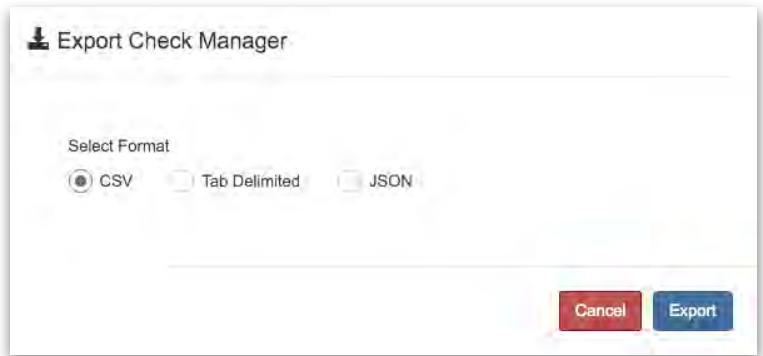 Export Check Manager
Select Format
CSV Tab Delimited JSON
Cancel Export